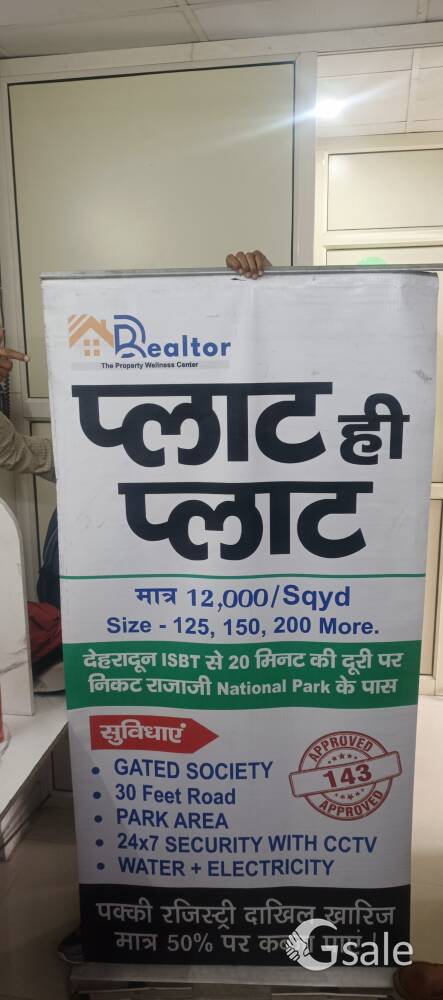 Realtor
The Property Wellness Center
प्लाट ही
प्लाट
मात्र 12,000/Sqyd
Size - 125, 150, 200 More.
देहरादून ISBT से 20 मिनट की दूरी पर
निकट राजाजी National Park के पास
सुविधाएं
• GATED SOCIETY
• 30 Feet Road
• PARK AREA
• 24x7 SECURITY WITH CCTV
• WATER + ELECTRICITY
APPROVED
143
APPROVED
पक्की रजिस्ट्री दाखिल खारिज
मात्र 50% पर
Gsale